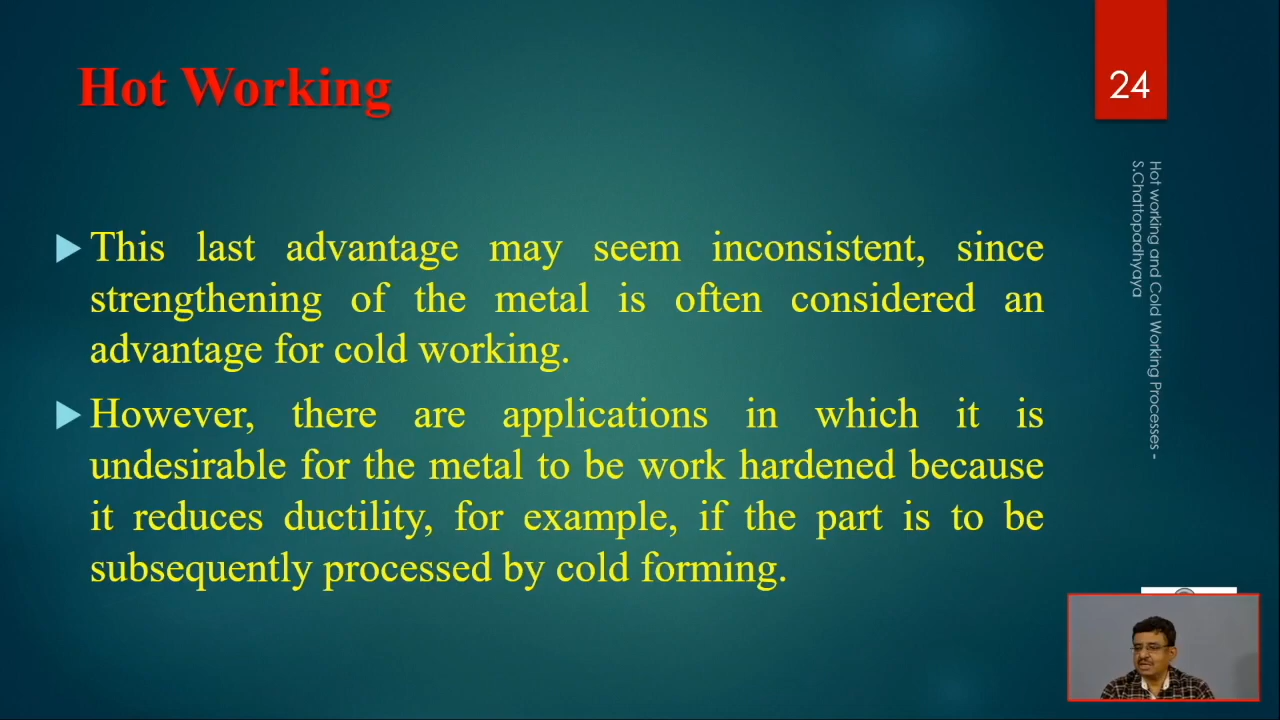 Hot Working
24
This last advantage may seem inconsistent, since
strengthening of the metal is often considered an
advantage for cold working.
However, there are applications in which it is
undesirable for the metal to be work hardened because
it reduces ductility, for example, if the part is to be
subsequently processed by cold forming.
Hot working and Cold Working Processes -
S.Chattopadhyaya